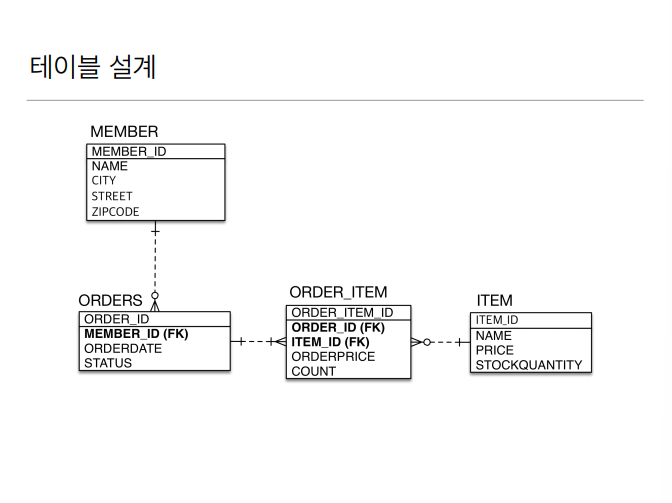 테이블 설계
MEMBER
MEMBER_ID
NAME
CITY
STREET
ZIPCODE
ORDERS
ORDER_ID
MEMBER_ID (FK)
ORDERDATE
STATUS
ORDER_ITEM
ORDER_ITEM_ID
ORDER_ID (FK)
ITEM_ID (FK)
ORDERPRICE
COUNT
ITEM
ITEM_ID
NAME
PRICE
STOCKQUANTITY